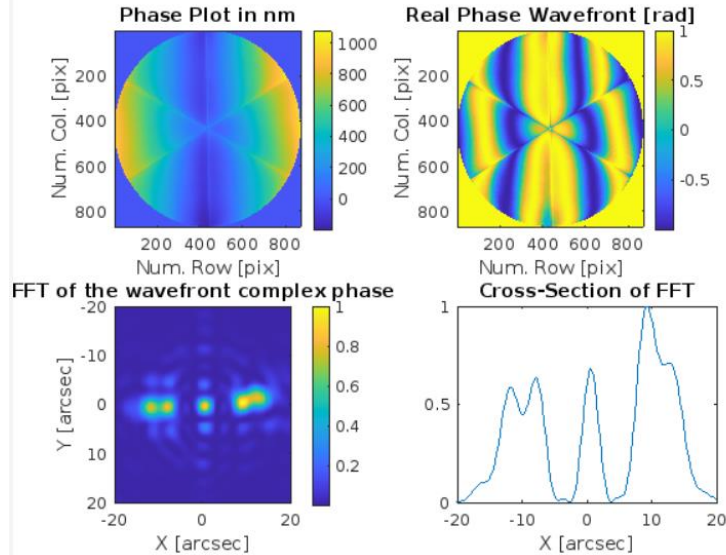 Phase Plot in nm
Num. Col. [pix]
200
400
600
800
200 400 600 800
Num. Row [pix]
1000
800
600
400
200
0
Real Phase Wavefront [rad]
Num. Col. [pix]
200
400
600
800
200 400 600 800
Num. Row [pix]
1
0.5
0
-0.5
FFT of the wavefront complex phase
Y [arcsec]
-20
-10
0
10
20
-20 0 20
X [arcsec]
1
0.8
0.6
0.4
0.2
Cross-Section of FFT
1
0.5
0
-20 -10 0 10 20
X [arcsec]